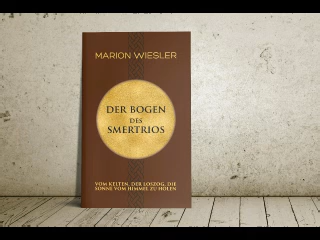 MARION WIESLER
DER BOGEN
DES
SMERTRIOS
VOM KELTEN, DER LOSZOG, DIE
SONNE VOM HIMMEL ZU HOLEN